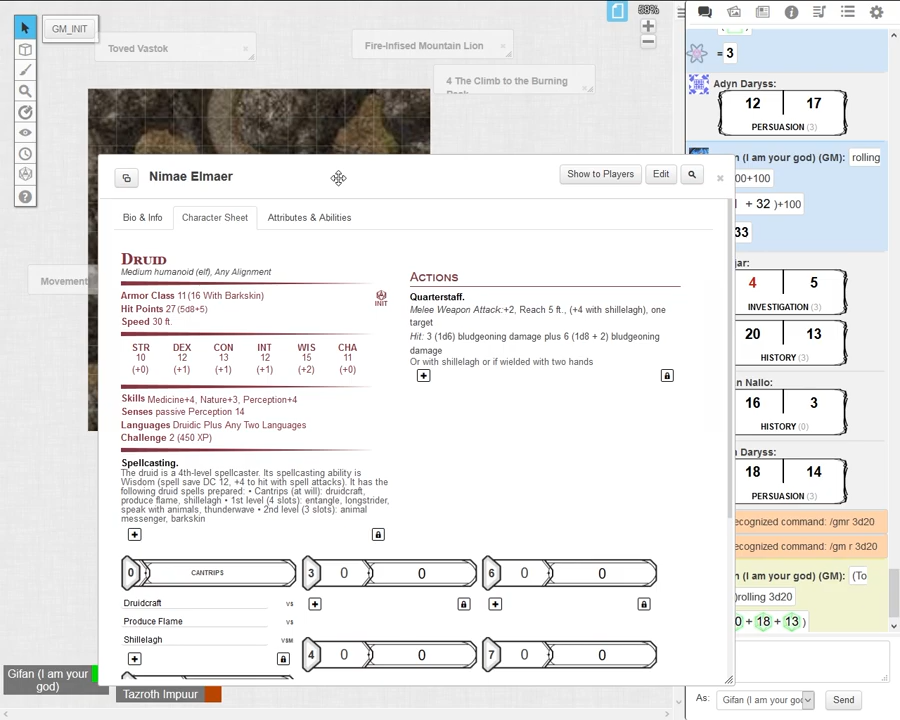 GM_INIT
Toved Vastok
Fire-Infised Mountain Lion
4 The Climb to the Burning
88%
= 3
Adyn Daryss:
12 17
PERSUASION (3)
n (I am your god) (GM): rolling
00+100
+ 32 )+100
33
ar:
4 5
INVESTIGATION (3)
20 13
HISTORY (3)
n Nallo:
16 3
HISTORY (0)
Daryss:
18 14
PERSUASION (3)
ecognized command: /gmr 3d20
ecognized command: /gm r 3d20
n (I am your god) (GM): (To
)rolling 3d20
0 + 18 + 13 )
As: Gifan (I am your god Send
Movement
Nimae Elmaer
Show to Players Edit
Bio & Info Character Sheet Attributes & Abilities
Druid
Medium humanoid (elf), Any Alignment
Armor Class 11 (16 With Barkskin)
Hit Points 27 (5d8+5)
Speed 30 ft.
INIT
STR DEX CON INT WIS CHA
10 12 13 12 15 11
(+0) (+1) (+1) (+1) (+2) (+0)
Skills Medicine+4, Nature+3, Perception+4
Senses passive Perception 14
Languages Druidic Plus Any Two Languages
Challenge 2 (450 XP)
Spellcasting.
The druid is a 4th-level spellcaster. Its spellcasting ability is
Wisdom (spell save DC 12, +4 to hit with spell attacks). It has the
following druid spells prepared: • Cantrips (at will): druidcraft,
produce flame, shillelagh • 1st level (4 slots): entangle, longstrider,
speak with animals, thunderwave • 2nd level (3 slots): animal
messenger, barkskin
Actions
Quarterstaff.
Melee Weapon Attack:+2, Reach 5 ft., (+4 with shillelagh), one
target
Hit: 3 (1d6) bludgeoning damage plus 6 (1d8 + 2) bludgeoning
damage
Or with shillelagh or if wielded with two hands
0 CANTRIPS
Druidcraft VS
Produce Flame VS
Shillelagh VSM
3 0 0
6 0 0
4 0 0
7 0 0
Gifan (I am your
god)
Tazroth Impuur